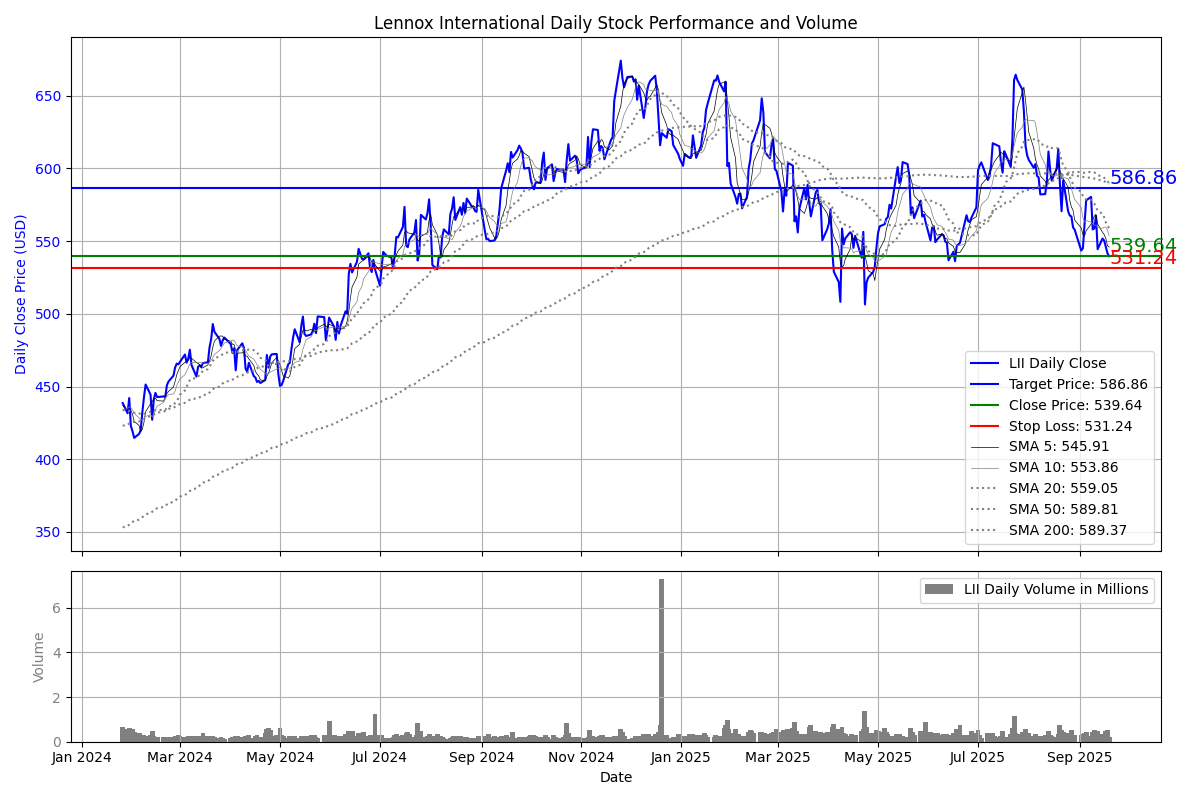 Lennox International Daily Stock Performance and Volume
Daily Close Price (USD)
650
600
550
500
450
400
350
586.86
539.64
531.24
LII Daily Close
Target Price: 586.86
Close Price: 539.64
Stop Loss: 531.24
SMA 5: 545.91
SMA 10: 553.86
SMA 20: 559.05
SMA 50: 589.81
SMA 200: 589.37
Volume
6
4
2
0
LII Daily Volume in Millions
Jan 2024 Mar 2024 May 2024 Jul 2024 Sep 2024 Nov 2024 Jan 2025 Mar 2025 May 2025 Jul 2025 Sep 2025
Date